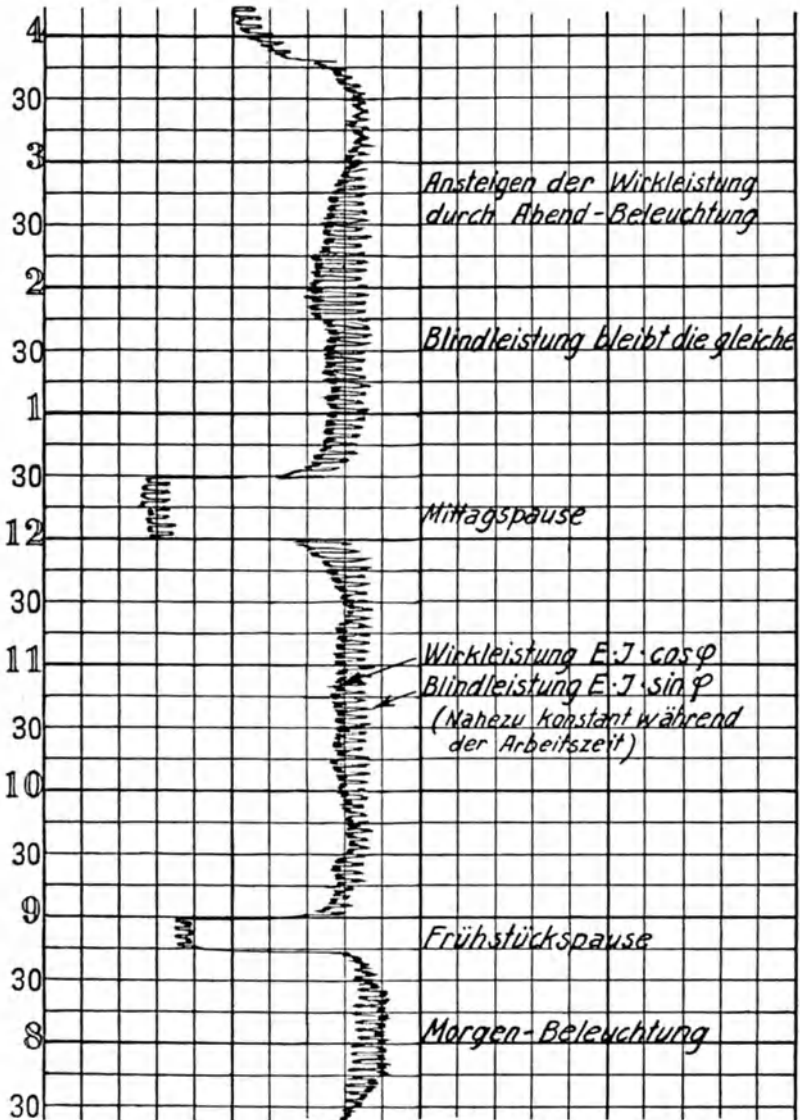 4
30
3
Ansteigen der Wirkleistung
durch Abend-Beleuchtung
30
2
Blindleistung bleibt die gleiche
30
1
30
Mittagspause
12
30
11
Wirkleistung E·J·cosφ
Blindleistung E·J·sinφ
(Nahezu konstant während
der Arbeitszeit)
30
10
30
9
Frühstückspause
30
Morgen-Beleuchtung
8
30